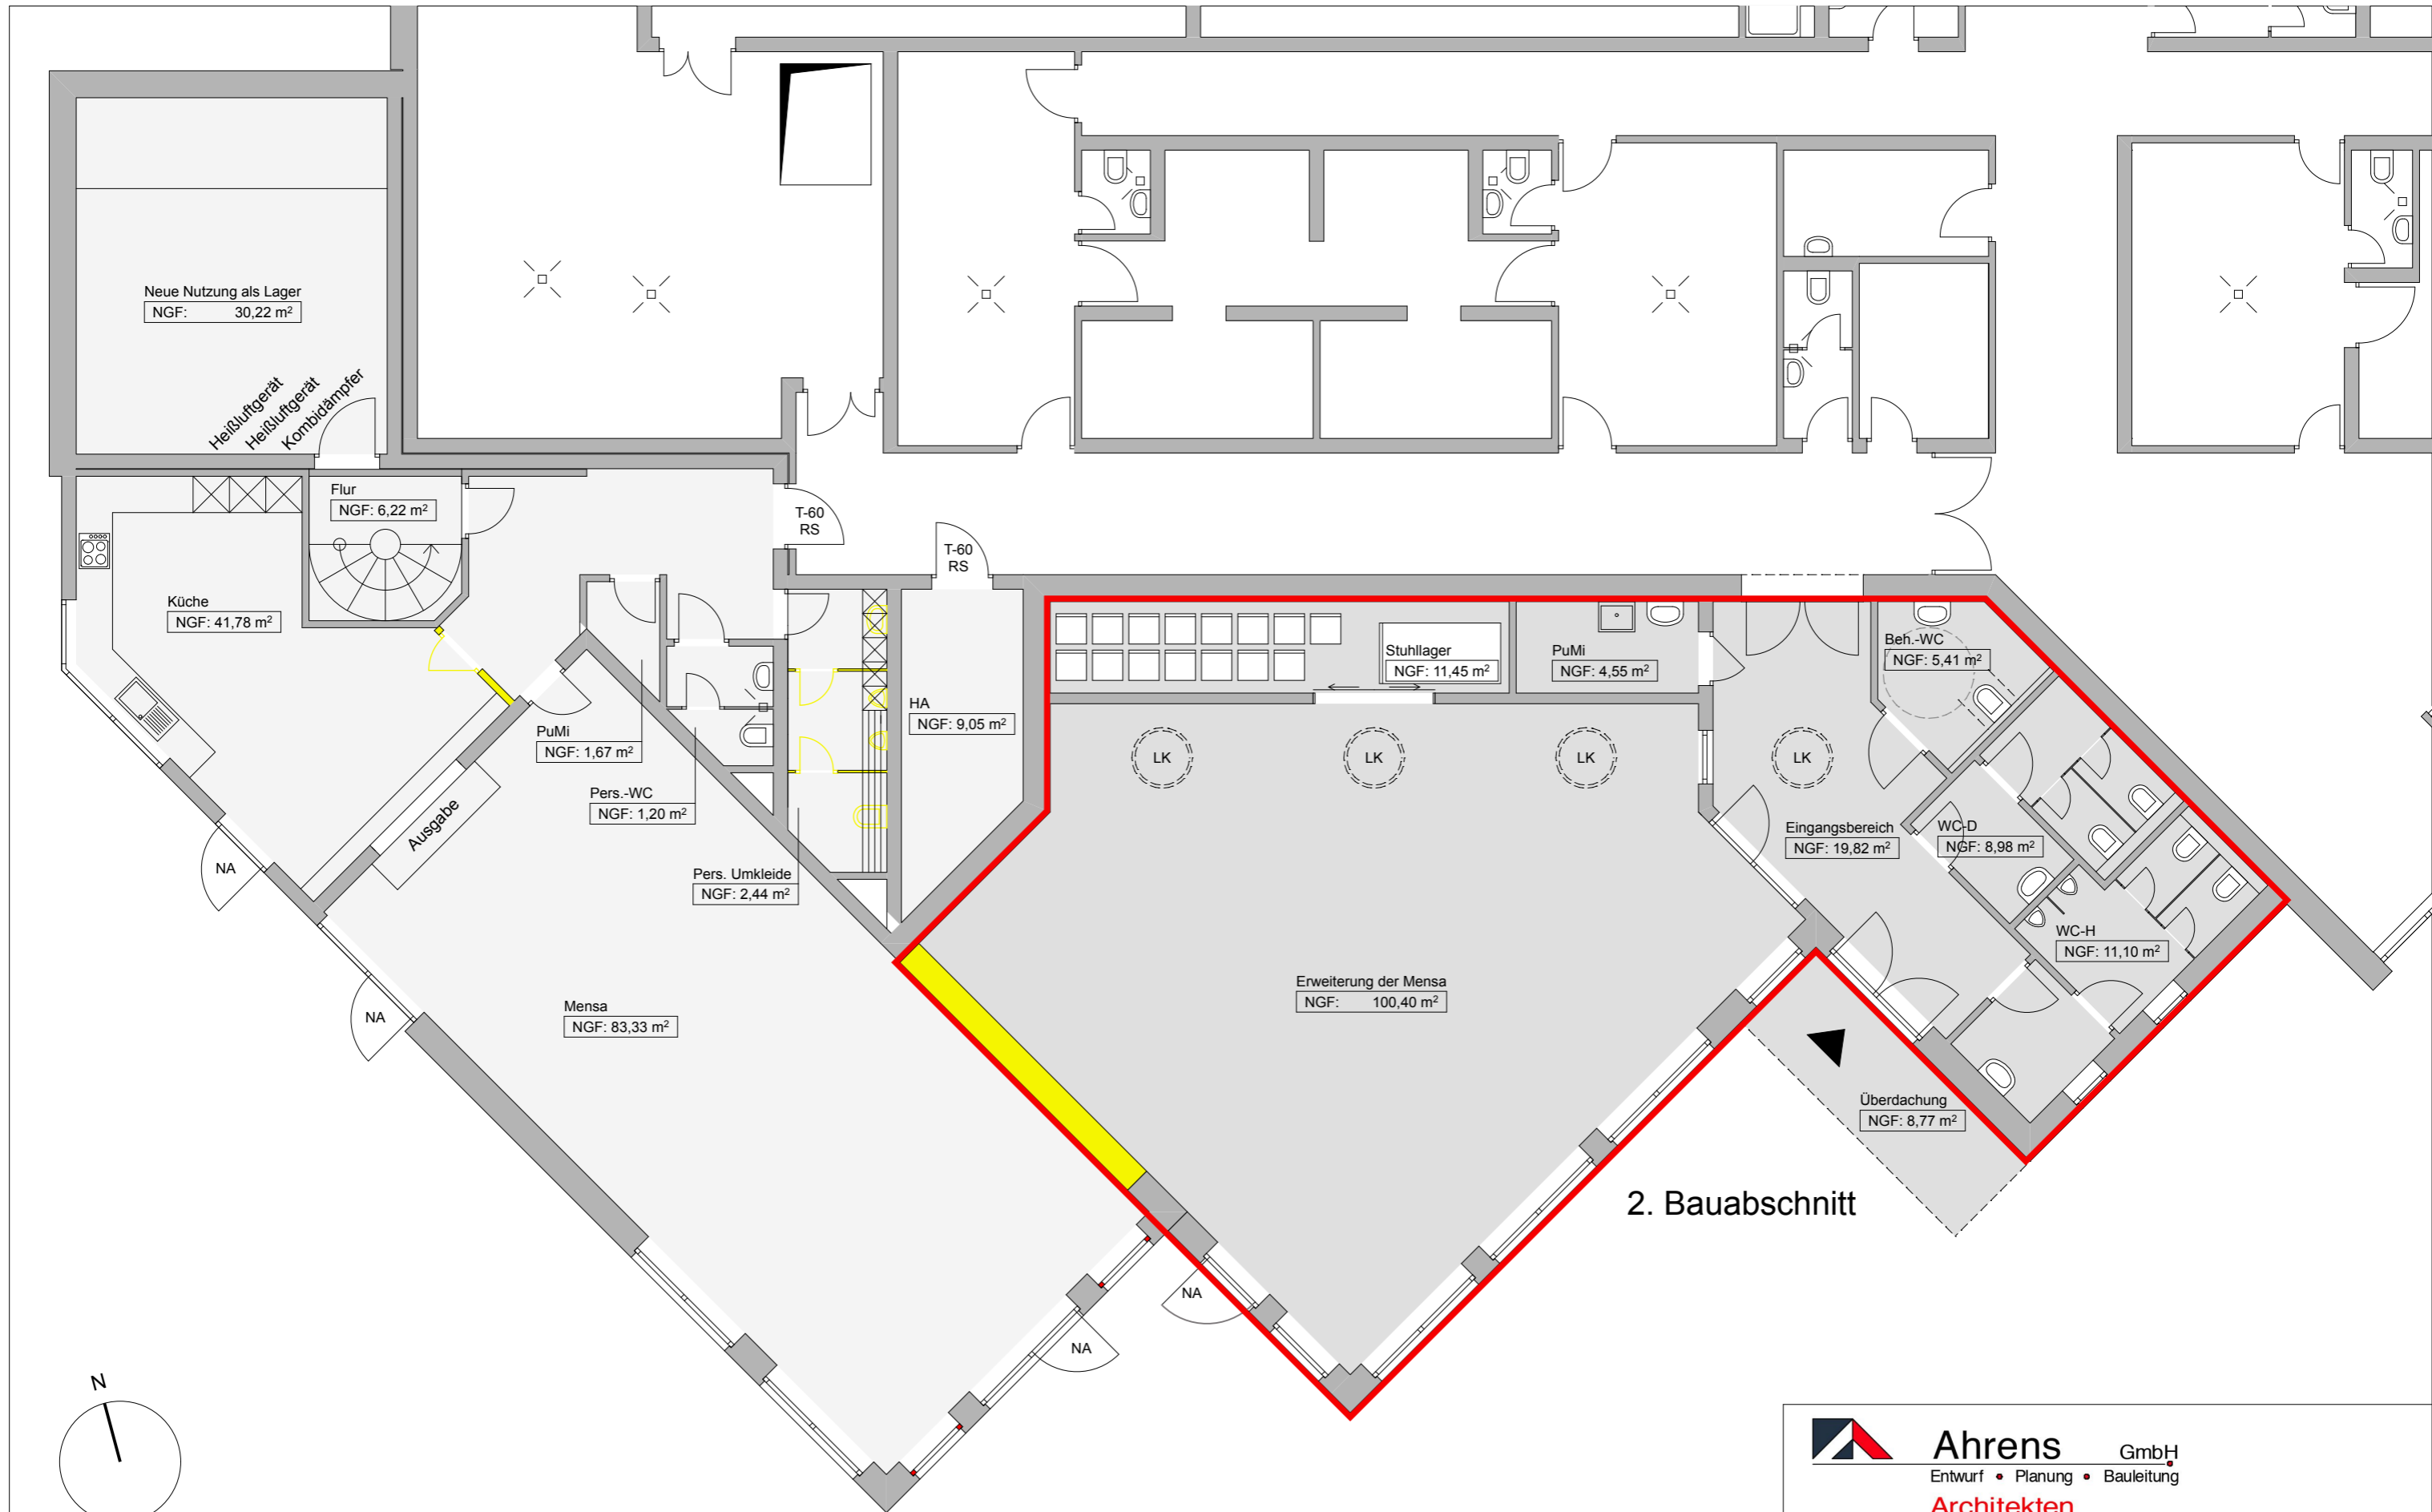 Neue Nutzung als Lager
NGF: 30,22 m²
Heißluftgerät
Heißluftgerät
Kombidämpfer
Flur
NGF: 6,22 m²
T-60
RS
T-60
RS
Küche
NGF: 41,78 m²
Stuhllager
NGF: 11,45 m²
PuMi
NGF: 4,55 m²
Beh.-WC
NGF: 5,41 m²
HA
NGF: 9,05 m²
PuMi
NGF: 1,67 m²
LK
LK
LK
LK
Pers.-WC
NGF: 1,20 m²
Ausgabe
Eingangsbereich
NGF: 19,82 m²
WC-D
NGF: 8,98 m²
NA
Pers. Umkleide
NGF: 2,44 m²
WC-H
NGF: 11,10 m²
Erweiterung der Mensa
NGF: 100,40 m²
Mensa
NGF: 83,33 m²
NA
Überdachung
NGF: 8,77 m²
2. Bauabschnitt
NA
NA
N
Ahrens GmbH
Entwurf • Planung • Bauleitung
Architekten